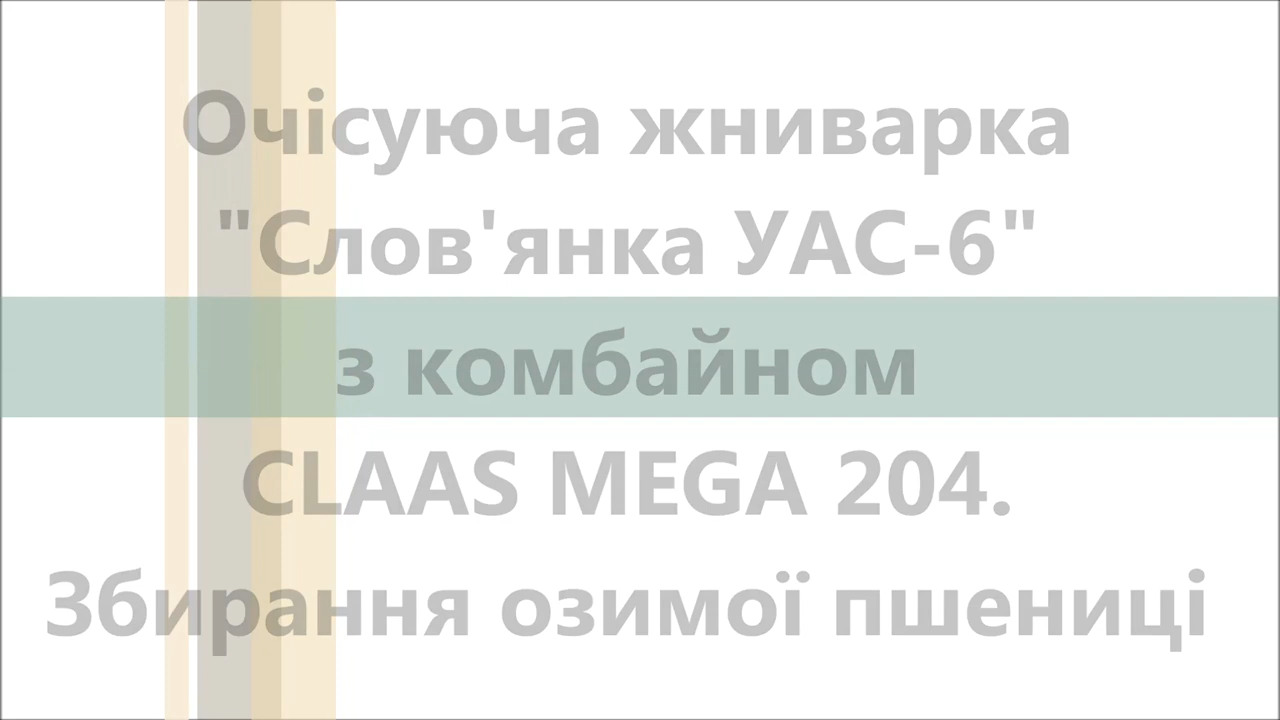 Очісуюча жниварка
"Слов'янка УАС-6"
з комбайном
CLAAS MEGA 204.
Збирання озимої пшениці